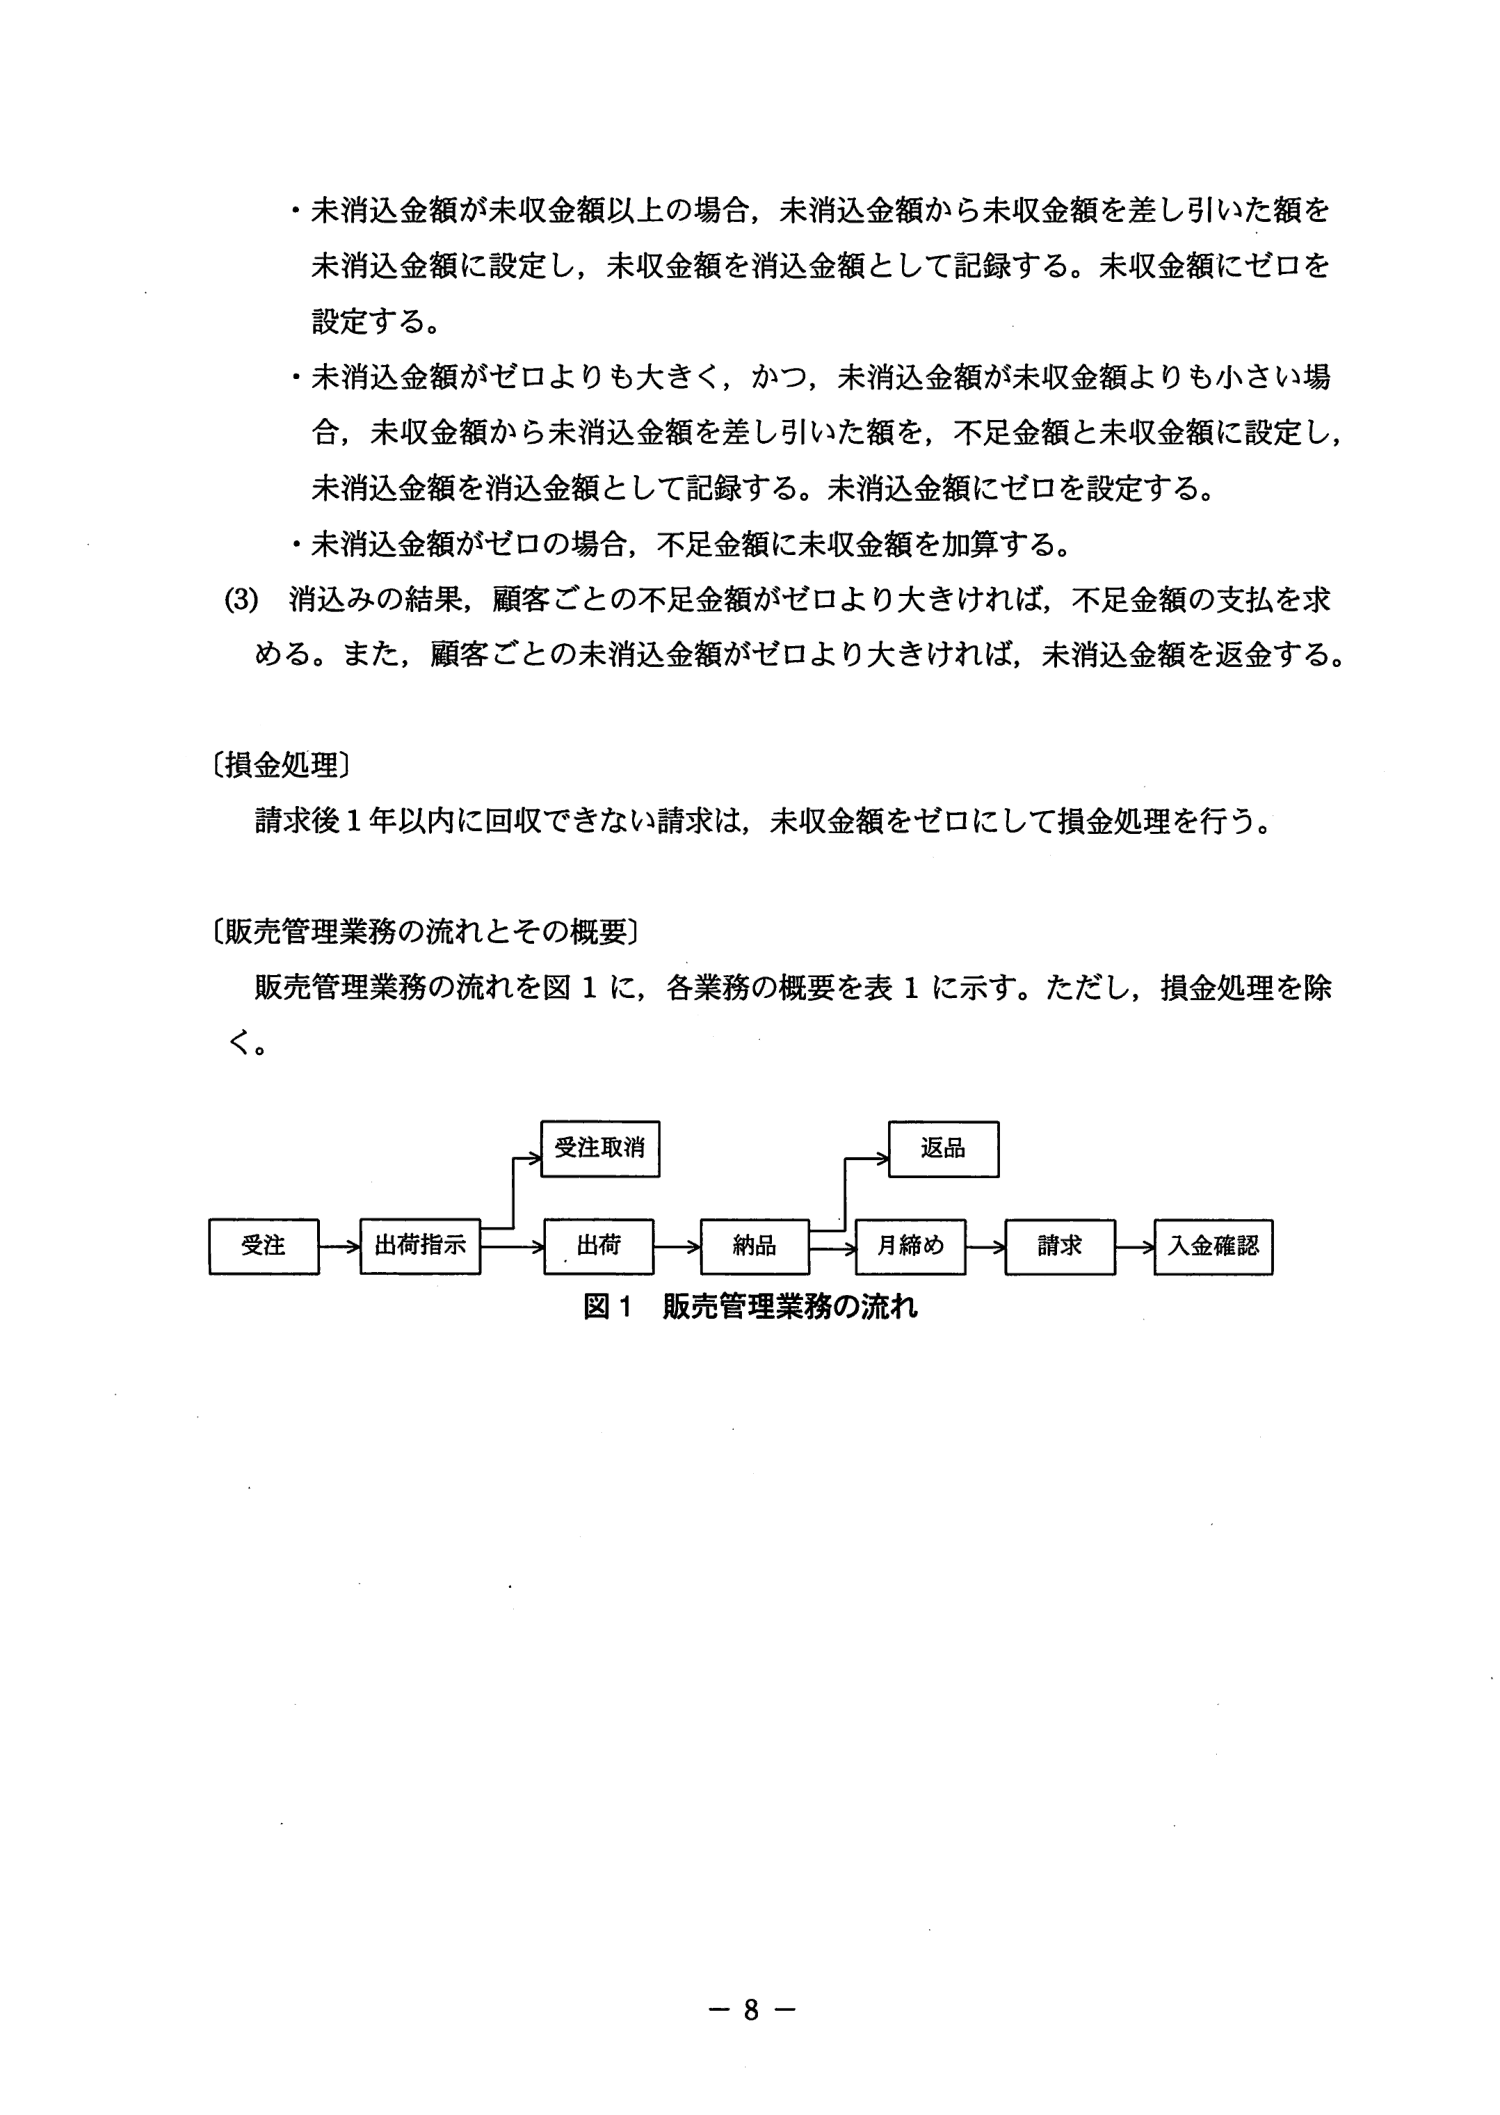 ・未消込金額が未収金額以上の場合，未消込金額から未収金額を差し引いた額を
未消込金額に設定し，未収金額を消込金額として記録する。未収金額にゼロを
設定する。
・未消込金額がゼロよりも大きく，かつ，未消込金額が未収金額よりも小さい場
合，未収金額から未消込金額を差し引いた額を，不足金額と未収金額に設定し，
未消込金額を消込金額として記録する。未消込金額にゼロを設定する。
・未消込金額がゼロの場合，不足金額に未収金額を加算する。
(3) 消込みの結果，顧客ごとの不足金額がゼロより大きければ，不足金額の支払を求
める。また，顧客ごとの未消込金額がゼロより大きければ，未消込金額を返金する。
〔損金処理〕
請求後1年以内に回収できない請求は，未収金額をゼロにして損金処理を行う。
〔販売管理業務の流れとその概要〕
販売管理業務の流れを図 1 に，各業務の概要を表 1 に示す。ただし，損金処理を除
く。
受注取消 返品
受注 出荷指示 出荷 納品 月締め 請求 入金確認
図1 販売管理業務の流れ
－ 8 －